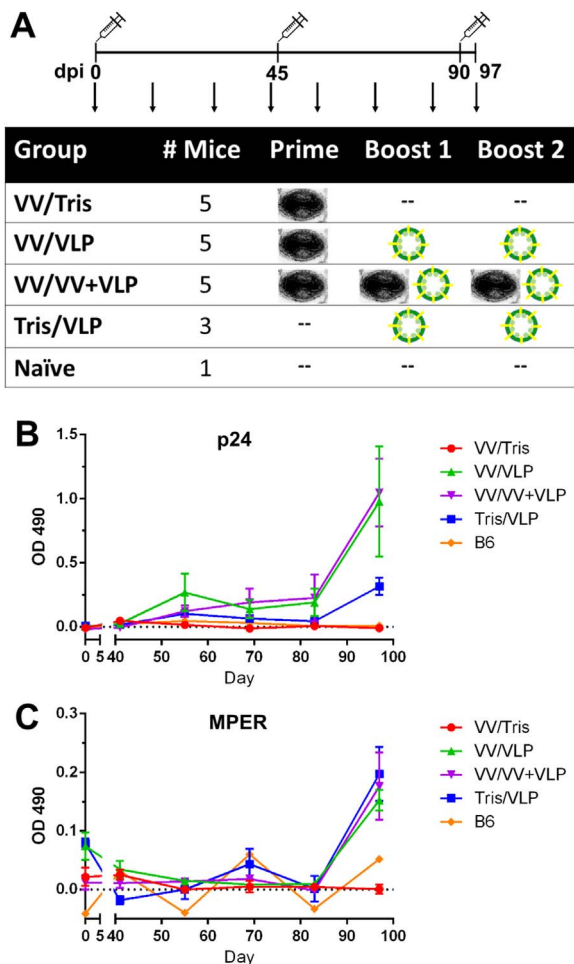 A
dpi 0 45 90 97
Group # Mice Prime Boost 1 Boost 2
VV/Tris 5 -- --
VV/VLP 5
VV/VV+VLP 5
Tris/VLP 3 --
Naïve 1 -- -- --
B
p24
OD 490
1.5
1.0
0.5
0.0
0 5 40 50 60 70 80 90 100
Day
VV/Tris
VV/VLP
VV/VV+VLP
Tris/VLP
B6
C
MPER
OD 490
0.3
0.2
0.1
0.0
0 5 40 50 60 70 80 90 100
Day
VV/Tris
VV/VLP
VV/VV+VLP
Tris/VLP
B6